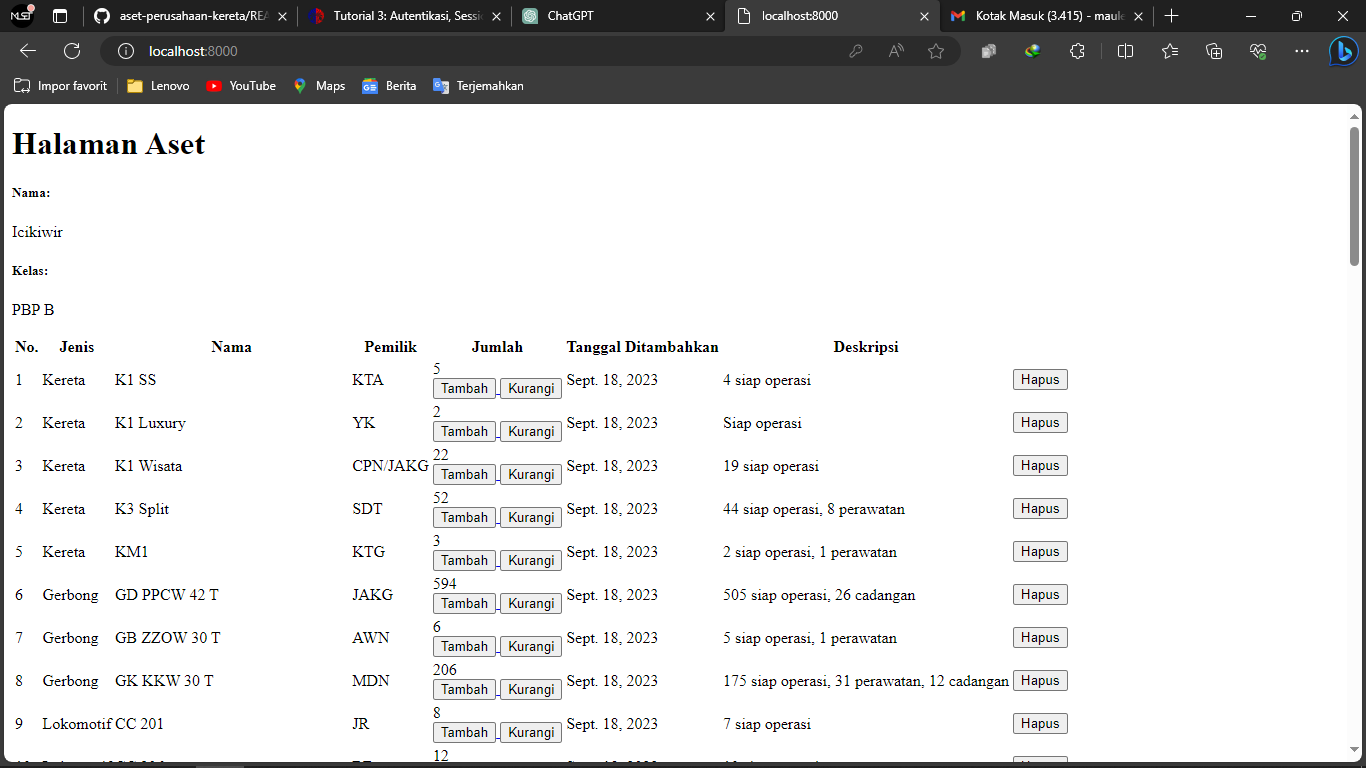 aset-perusahaan-kereta/REA
Tutorial 3: Autentikasi, Sessi
ChatGPT
localhost:8000
Kotak Masuk (3.415) - maule
localhost:8000
Impor favorit
Lenovo
YouTube
Maps
Berita
Terjemahkan
Halaman Aset
Nama:
Icikiwir
Kelas:
PBP B
No. Jenis Nama Pemilik Jumlah Tanggal Ditambahkan Deskripsi
1 Kereta K1 SS KTA 5 Tambah Kurangi Sept. 18, 2023 4 siap operasi Hapus
2 Kereta K1 Luxury YK 2 Tambah Kurangi Sept. 18, 2023 Siap operasi Hapus
3 Kereta K1 Wisata CPN/JAKG 22 Tambah Kurangi Sept. 18, 2023 19 siap operasi Hapus
4 Kereta K3 Split SDT 52 Tambah Kurangi Sept. 18, 2023 44 siap operasi, 8 perawatan Hapus
5 Kereta KM1 KTG 3 Tambah Kurangi Sept. 18, 2023 2 siap operasi, 1 perawatan Hapus
6 Gerbong GD PPCW 42 T JAKG 594 Tambah Kurangi Sept. 18, 2023 505 siap operasi, 26 cadangan Hapus
7 Gerbong GB ZZOW 30 T AWN 6 Tambah Kurangi Sept. 18, 2023 5 siap operasi, 1 perawatan Hapus
8 Gerbong GK KKW 30 T MDN 206 Tambah Kurangi Sept. 18, 2023 175 siap operasi, 31 perawatan, 12 cadangan Hapus
9 Lokomotif CC 201 JR 8 Tambah Kurangi Sept. 18, 2023 7 siap operasi Hapus
12